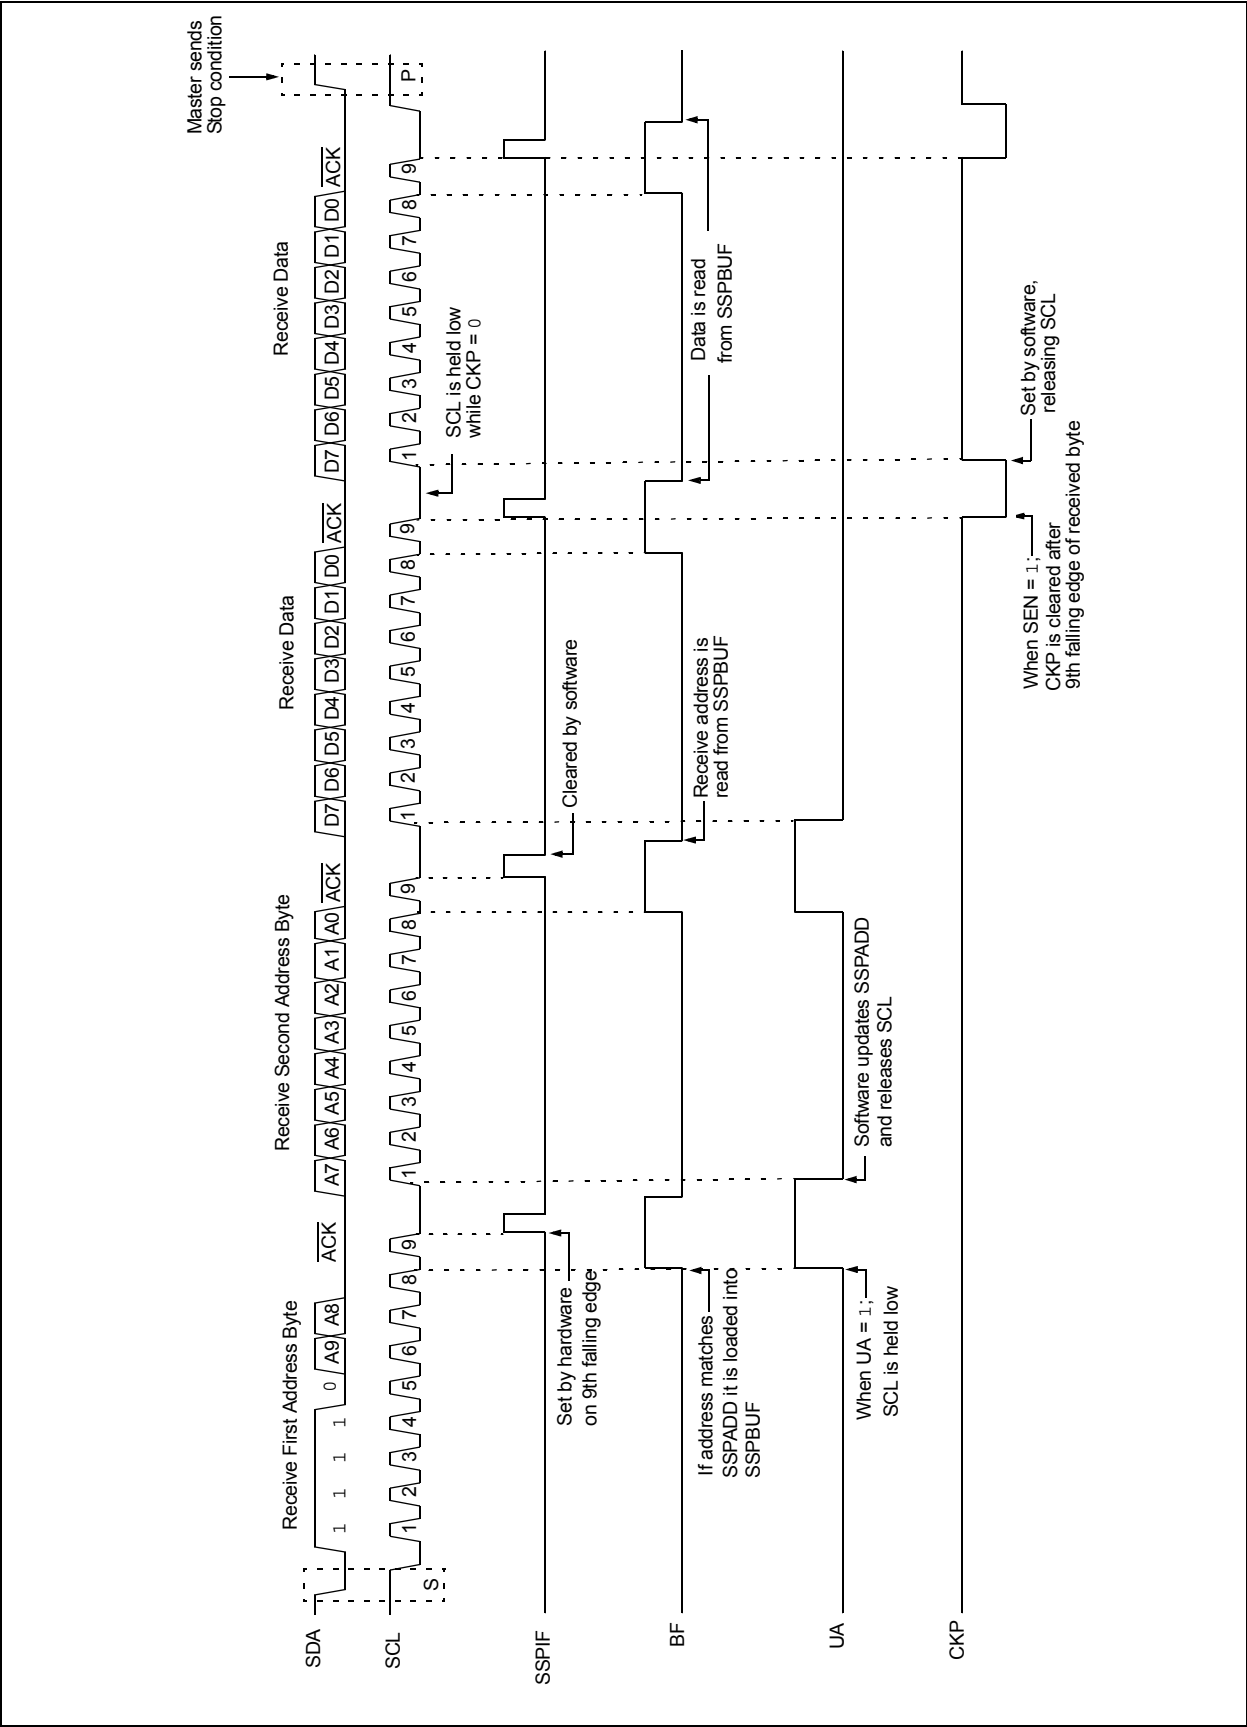 Master sends
Stop condition
Receive First Address Byte
Receive Second Address Byte
Receive Data
Receive Data
SDA
1 1 1 1 0 A9 A8 ACK A7 A6 A5 A4 A3 A2 A1 A0 ACK D7 D6 D5 D4 D3 D2 D1 D0 ACK D7 D6 D5 D4 D3 D2 D1 D0 ACK
SCL
S 1 2 3 4 5 6 7 8 9 1 2 3 4 5 6 7 8 9 1 2 3 4 5 6 7 8 9 1 2 3 4 5 6 7 8 9 P
SCL is held low
while CKP = 0
SSPIF
Set by hardware
on 9th falling edge
Cleared by software
BF
If address matches
SSPADD it is loaded into
SSPBUF
Receive address is
read from SSPBUF
Data is read
from SSPBUF
UA
When UA = 1;
SCL is held low
Software updates SSPADD
and releases SCL
CKP
When SEN = 1;
CKP is cleared after
9th falling edge of received byte
Set by software,
releasing SCL